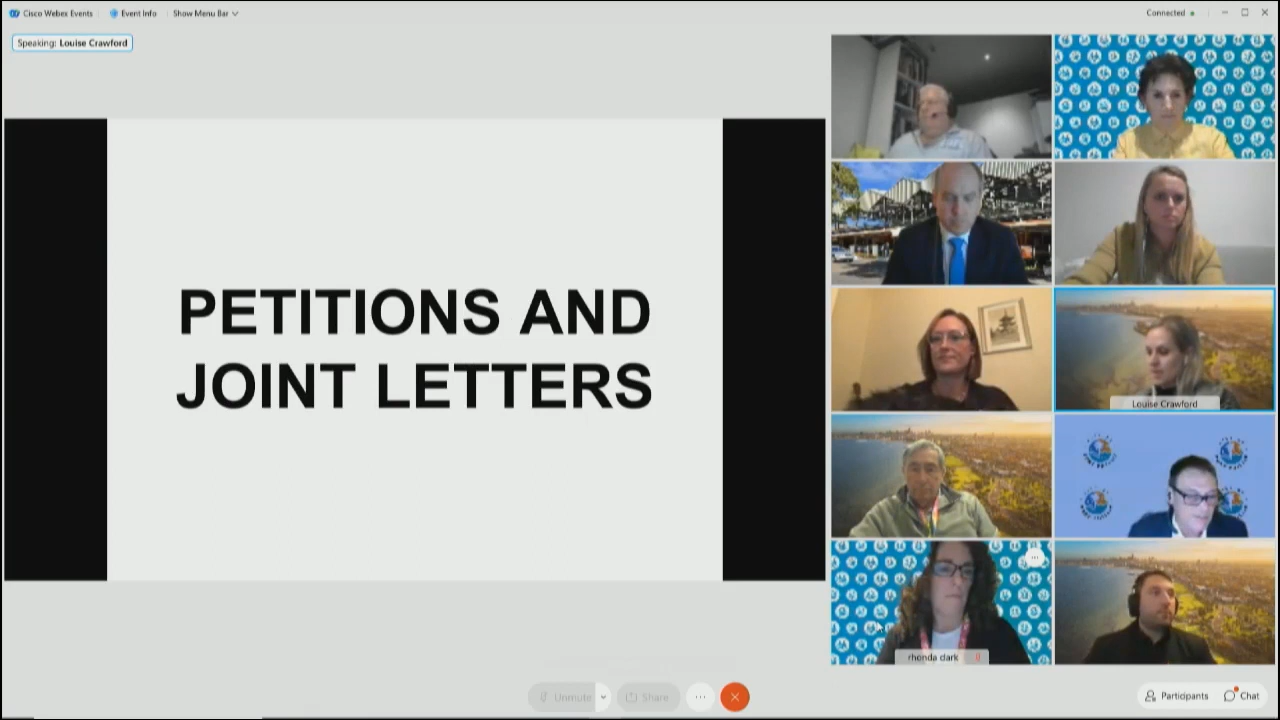 Cisco Webex Events
Event Info
Show Menu Bar
Connected
Speaking: Louise Crawford
PETITIONS AND
JOINT LETTERS
Louise Crawford
rhonda clark
Unmute
Share
Participants
Chat